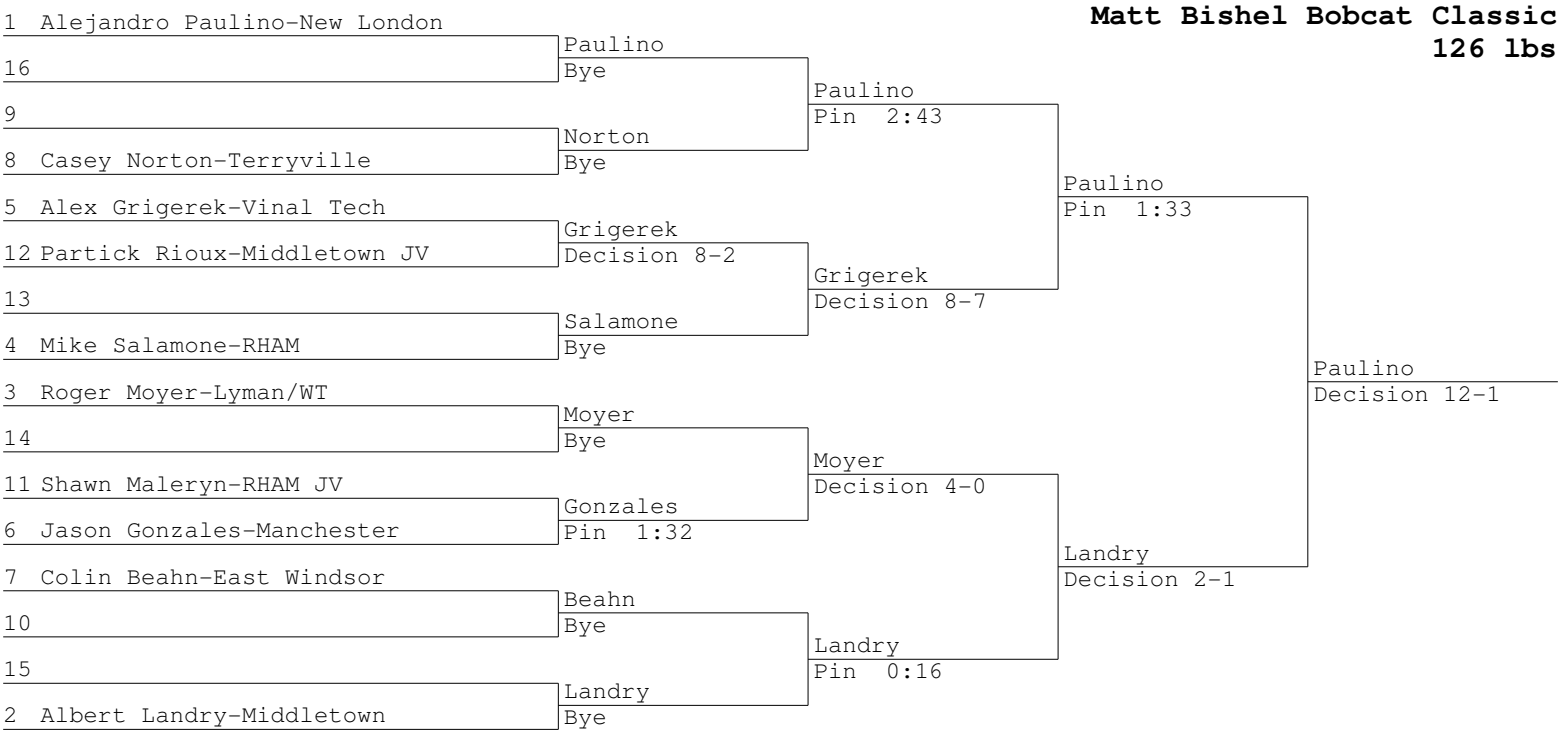 Matt Bishel Bobcat Classic
126 lbs
1 Alejandro Paulino-New London
16
9
8 Casey Norton-Terryville
5 Alex Grigerek-Vinal Tech
12 Partick Rioux-Middletown JV
13
4 Mike Salamone-RHAM
3 Roger Moyer-Lyman/WT
14
11 Shawn Maleryn-RHAM JV
6 Jason Gonzales-Manchester
7 Colin Beahn-East Windsor
10
15
2 Albert Landry-Middletown
Paulino
Bye
Norton
Bye
Grigerek
Decision 8-2
Salamone
Bye
Moyer
Bye
Gonzales
Pin 1:32
Beahn
Bye
Landry
Bye
Paulino
Pin 2:43
Grigerek
Decision 8-7
Moyer
Decision 4-0
Landry
Pin 0:16
Paulino
Pin 1:33
Landry
Decision 2-1
Paulino
Decision 12-1